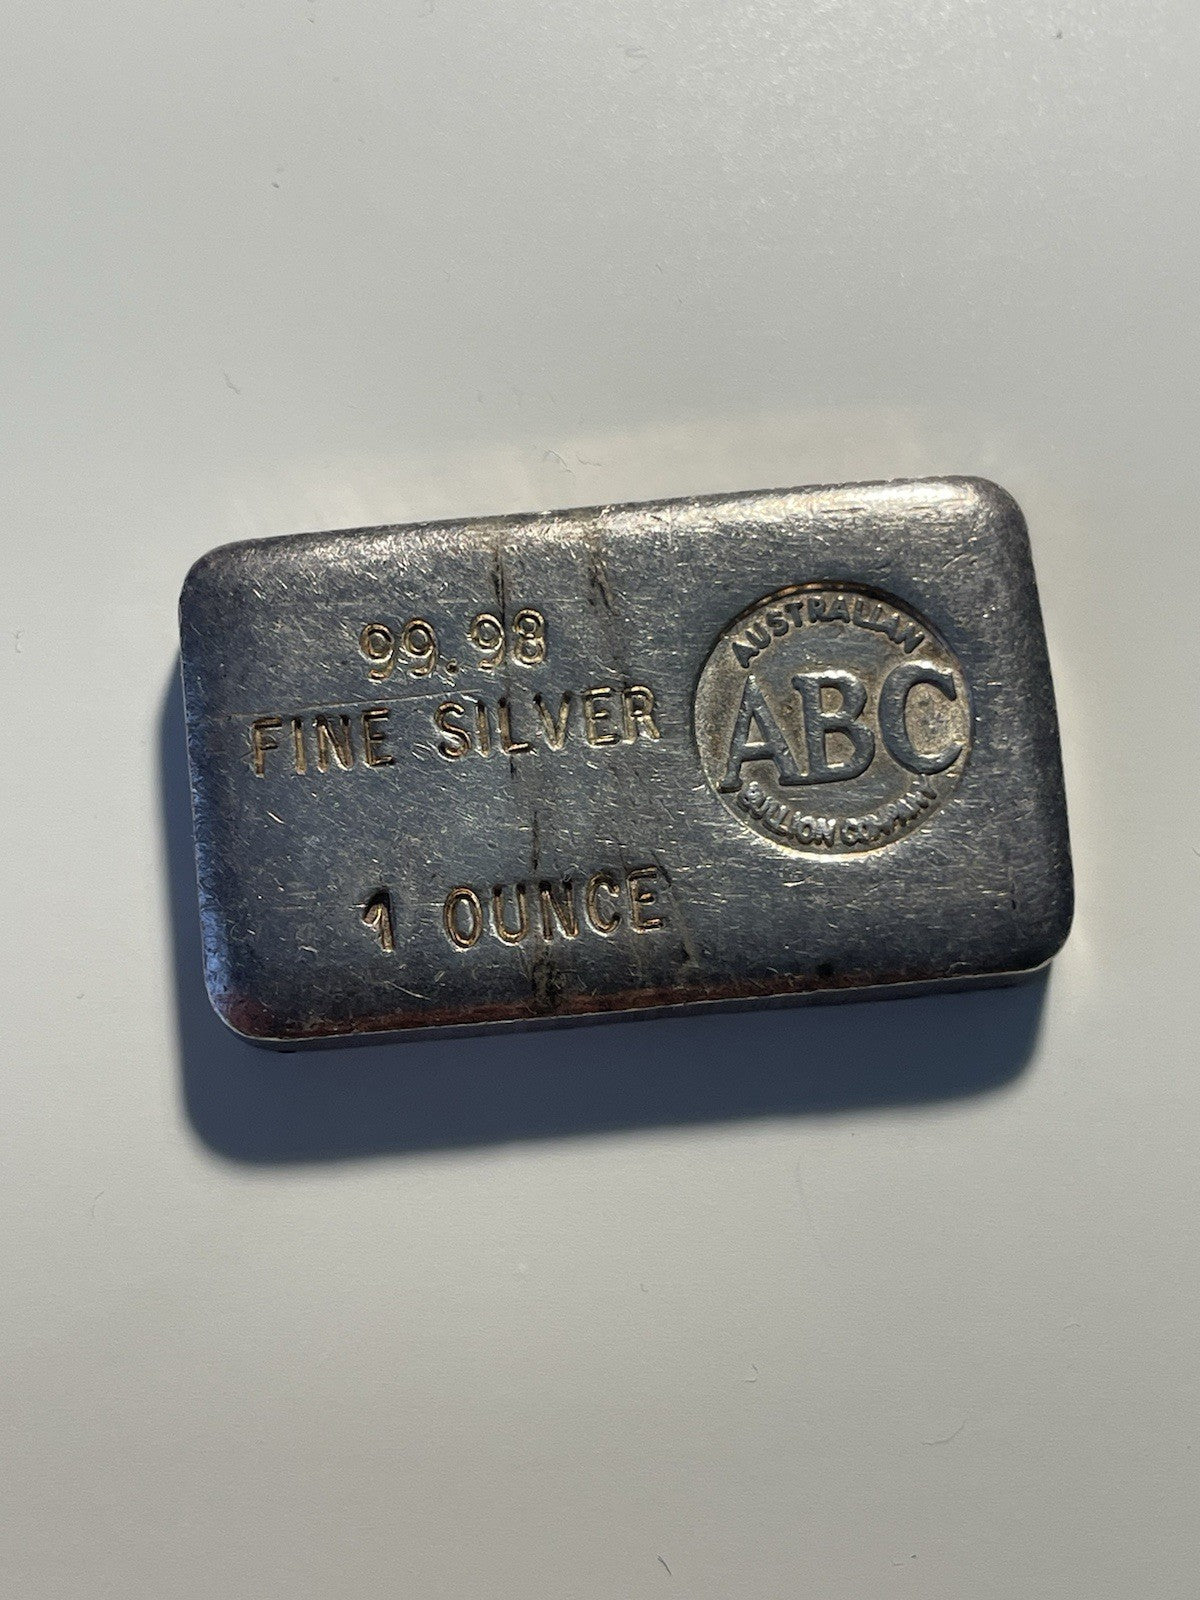 99.98
FINE SILVER
1 OUNCE
AUSTRALIAN
ABC
BULLION COMPANY